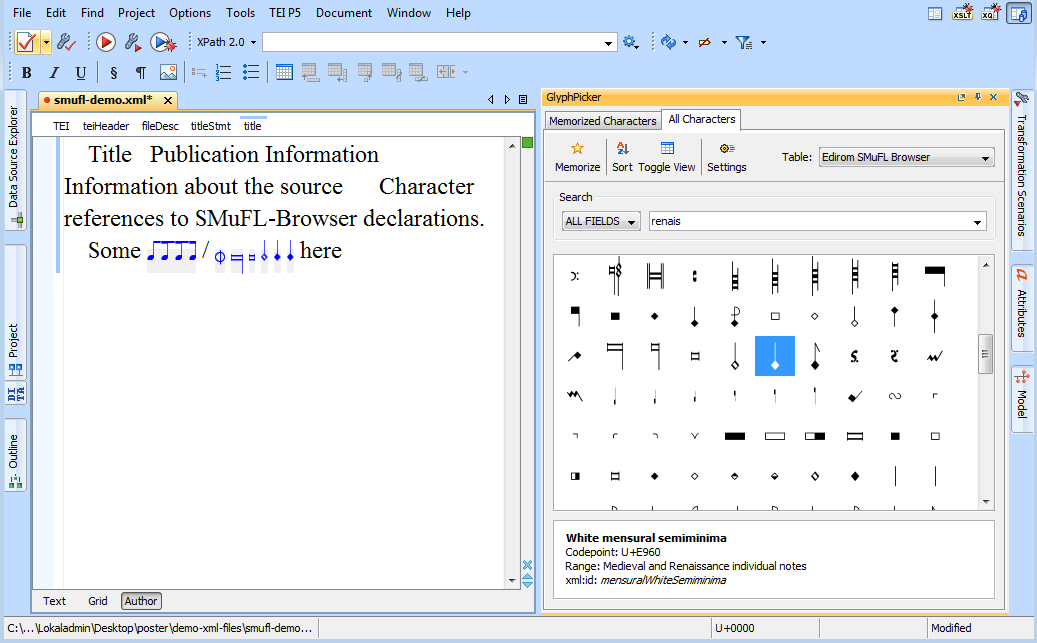 File Edit Find Project Options Tools TEI P5 Document Window Help
XSLT XQ
XPath 2.0
B I U § ¶
smufl-demo.xml*
TEI teiHeader fileDesc titleStmt title
Title Publication Information
Information about the source Character
references to SMuFL-Browser declarations.
Some / here
Text Grid Author
Data Source Explorer
Project
DITA
Outline
GlyphPicker
Memorized Characters All Characters
Memorize Sort Toggle View Settings Table: Edirom SMuFL Browser
Search
ALL FIELDS renais
White mensural semiminima
Codepoint: U+E960
Range: Medieval and Renaissance individual notes
xml:id: mensuralWhiteSemiminima
Transformation Scenarios
Attributes
Model
C:\...\Lokaladmin\Desktop\poster\demo-xml-files\smufl-demo... U+0000 Modified